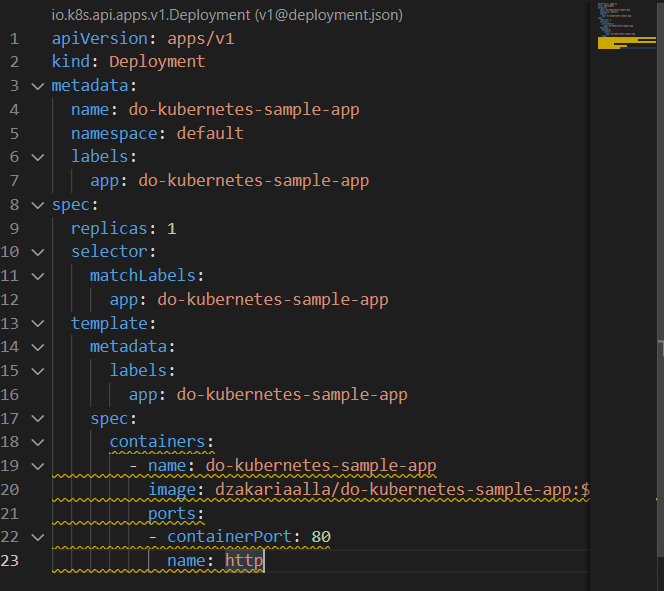 io.k8s.api.apps.v1.Deployment (v1@deployment.json)
1 apiVersion: apps/v1
2 kind: Deployment
3 metadata:
4   name: do-kubernetes-sample-app
5   namespace: default
6   labels:
7     app: do-kubernetes-sample-app
8 spec:
9   replicas: 1
10   selector:
11     matchLabels:
12       app: do-kubernetes-sample-app
13   template:
14     metadata:
15       labels:
16         app: do-kubernetes-sample-app
17     spec:
18       containers:
19         - name: do-kubernetes-sample-app
20           image: dzakariaalla/do-kubernetes-sample-app:$
21           ports:
22           - containerPort: 80
23             name: http